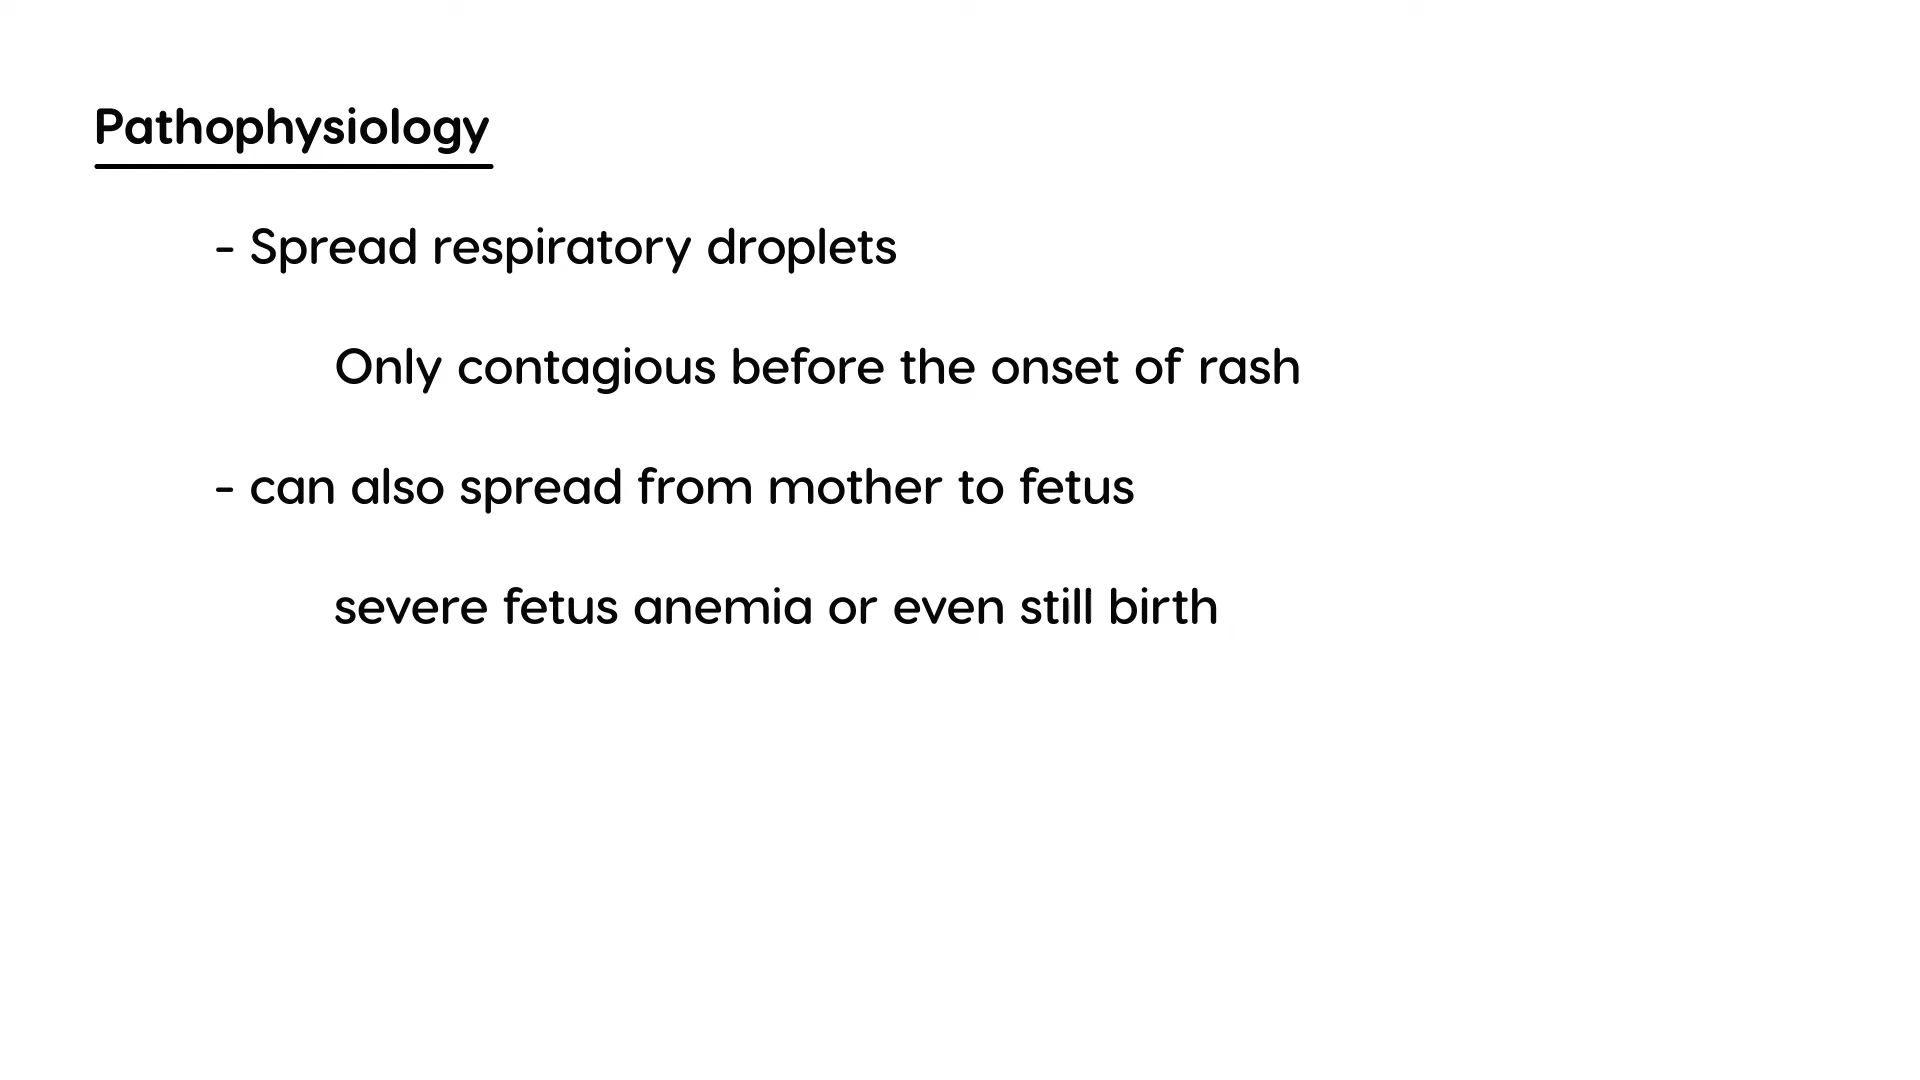 Pathophysiology
- Spread respiratory droplets
Only contagious before the onset of rash
- can also spread from mother to fetus
severe fetus anemia or even still birth